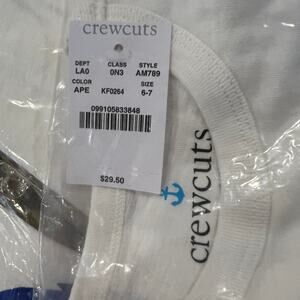 crewcuts
DEPT CLASS STYLE
LA0 0N3 AM789
COLOR SIZE
APE KF0264 6-7
099105833848
$29.50
crewcuts